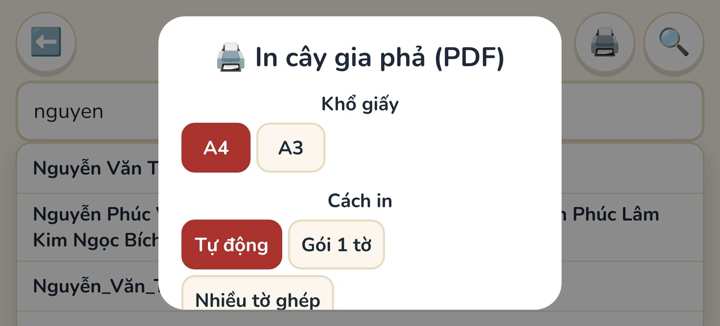 🖨️ In cây gia phả (PDF)
Khổ giấy
A4 A3
Cách in
Tự động Gói 1 tờ
Nhiều tờ ghép
nguyen
Nguyễn Văn T
Nguyễn Phúc n Phúc Lâm
Kim Ngọc Bích
Nguyễn_Văn_